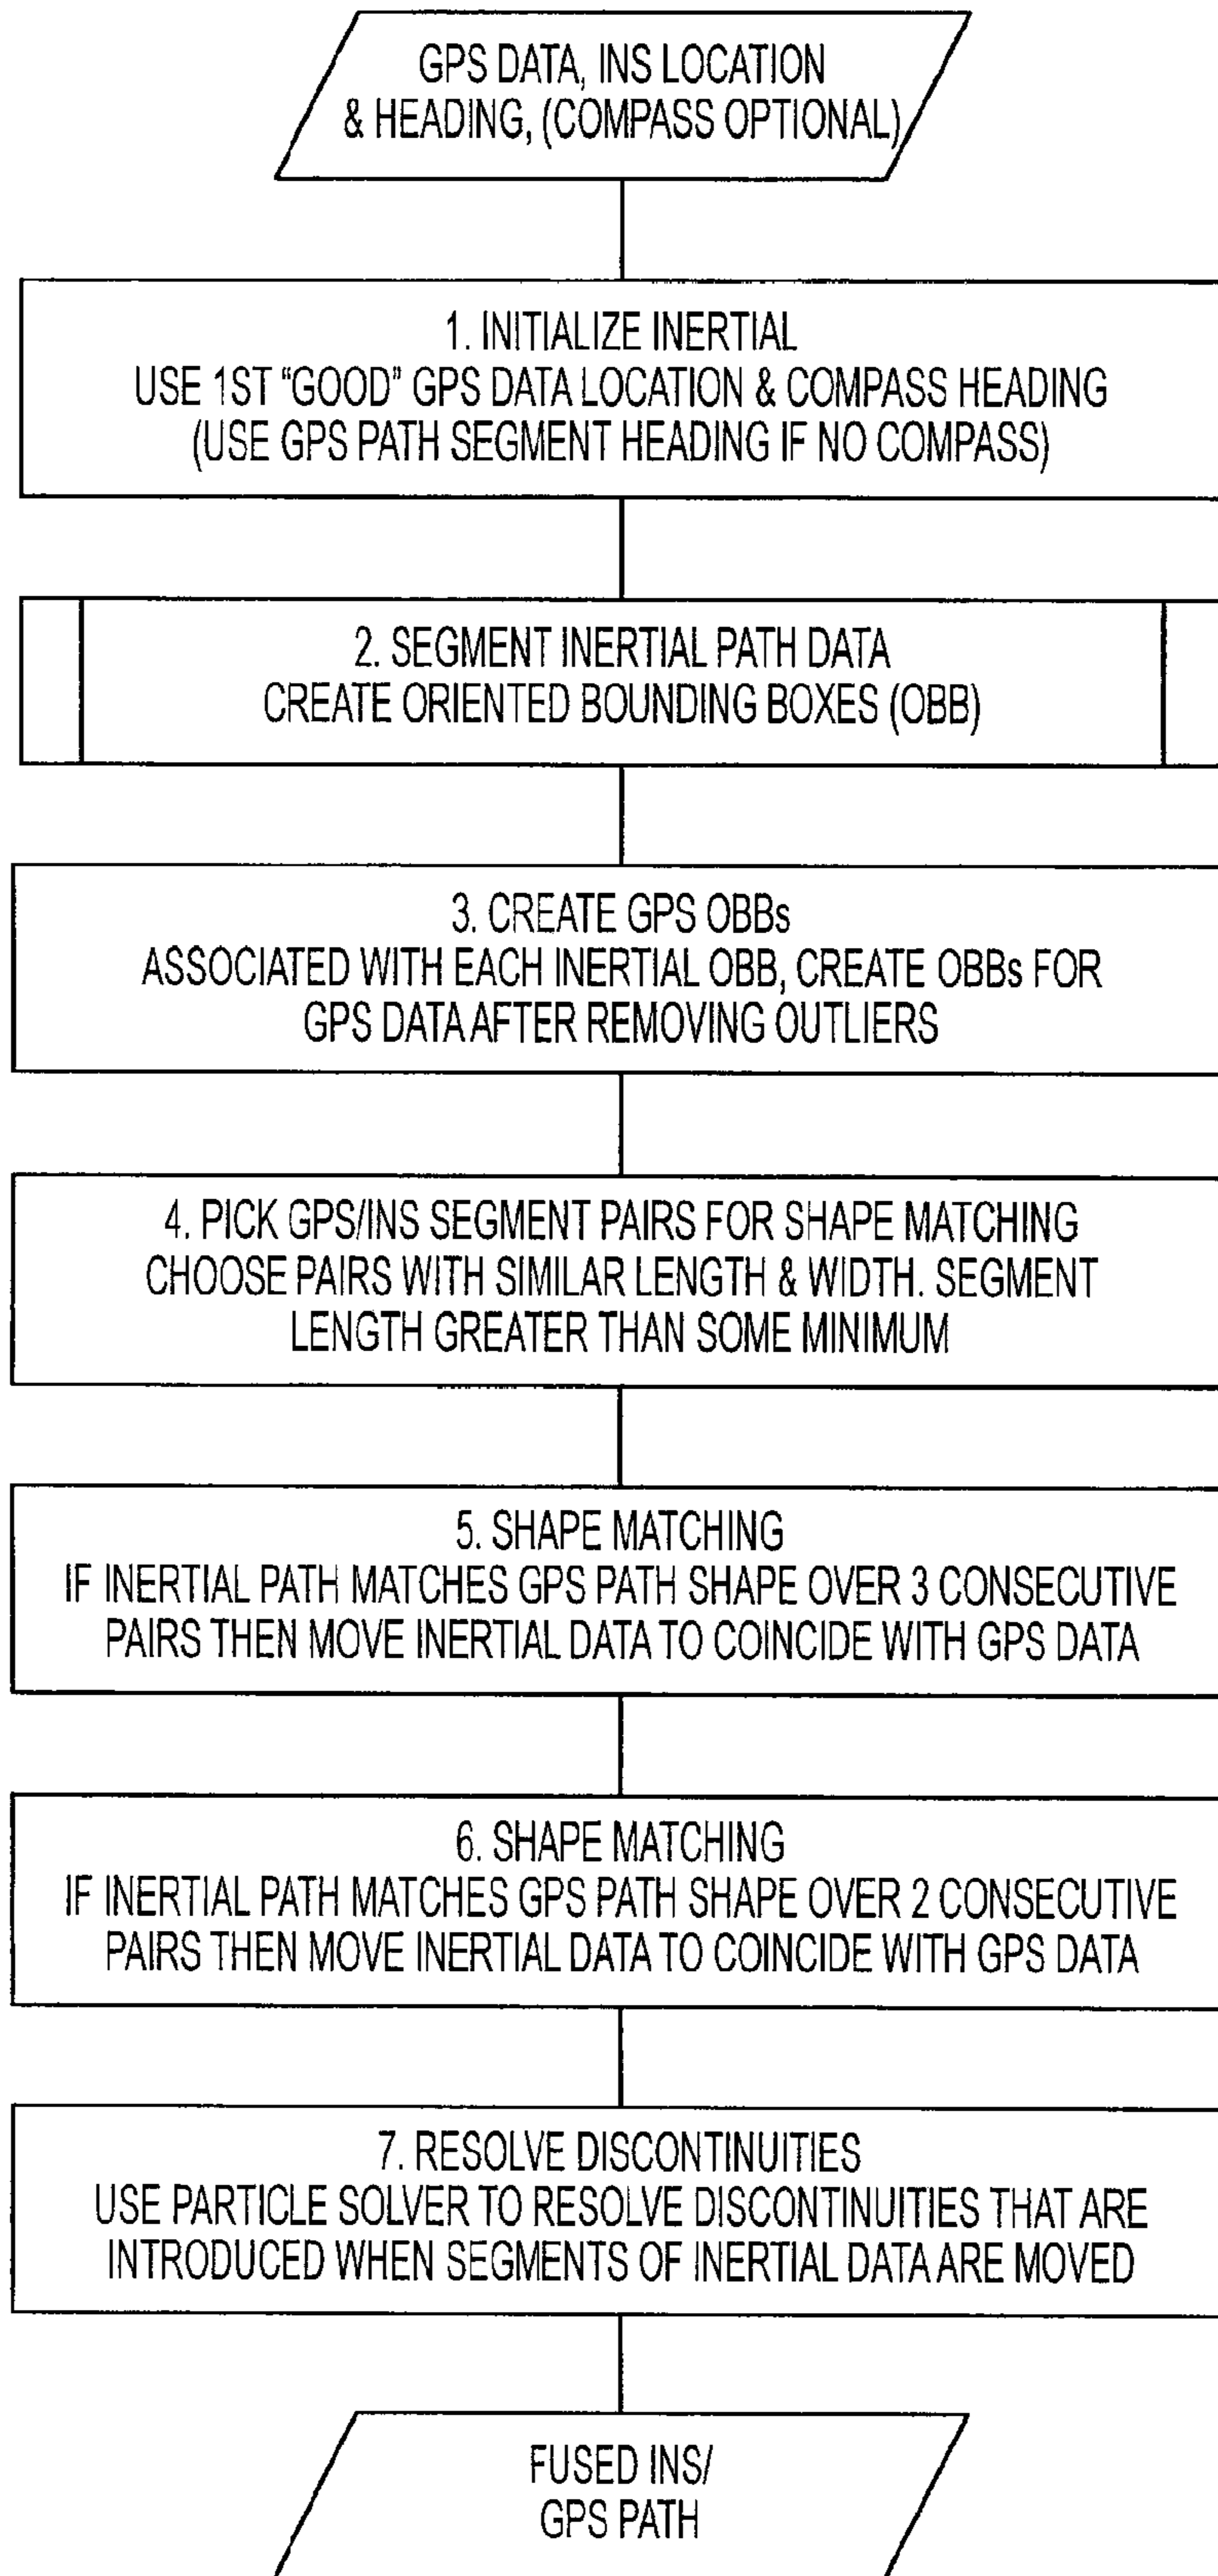 GPS DATA, INS LOCATION
& HEADING, (COMPASS OPTIONAL)
1. INITIALIZE INERTIAL
USE 1ST “GOOD” GPS DATA LOCATION & COMPASS HEADING
(USE GPS PATH SEGMENT HEADING IF NO COMPASS)
2. SEGMENT INERTIAL PATH DATA
CREATE ORIENTED BOUNDING BOXES (OBB)
3. CREATE GPS OBBs
ASSOCIATED WITH EACH INERTIAL OBB, CREATE OBBs FOR
GPS DATA AFTER REMOVING OUTLIERS
4. PICK GPS/INS SEGMENT PAIRS FOR SHAPE MATCHING
CHOOSE PAIRS WITH SIMILAR LENGTH & WIDTH. SEGMENT
LENGTH GREATER THAN SOME MINIMUM
5. SHAPE MATCHING
IF INERTIAL PATH MATCHES GPS PATH SHAPE OVER 3 CONSECUTIVE
PAIRS THEN MOVE INERTIAL DATA TO COINCIDE WITH GPS DATA
6. SHAPE MATCHING
IF INERTIAL PATH MATCHES GPS PATH SHAPE OVER 2 CONSECUTIVE
PAIRS THEN MOVE INERTIAL DATA TO COINCIDE WITH GPS DATA
7. RESOLVE DISCONTINUITIES
USE PARTICLE SOLVER TO RESOLVE DISCONTINUITIES THAT ARE
INTRODUCED WHEN SEGMENTS OF INERTIAL DATA ARE MOVED
FUSED INS/
GPS PATH